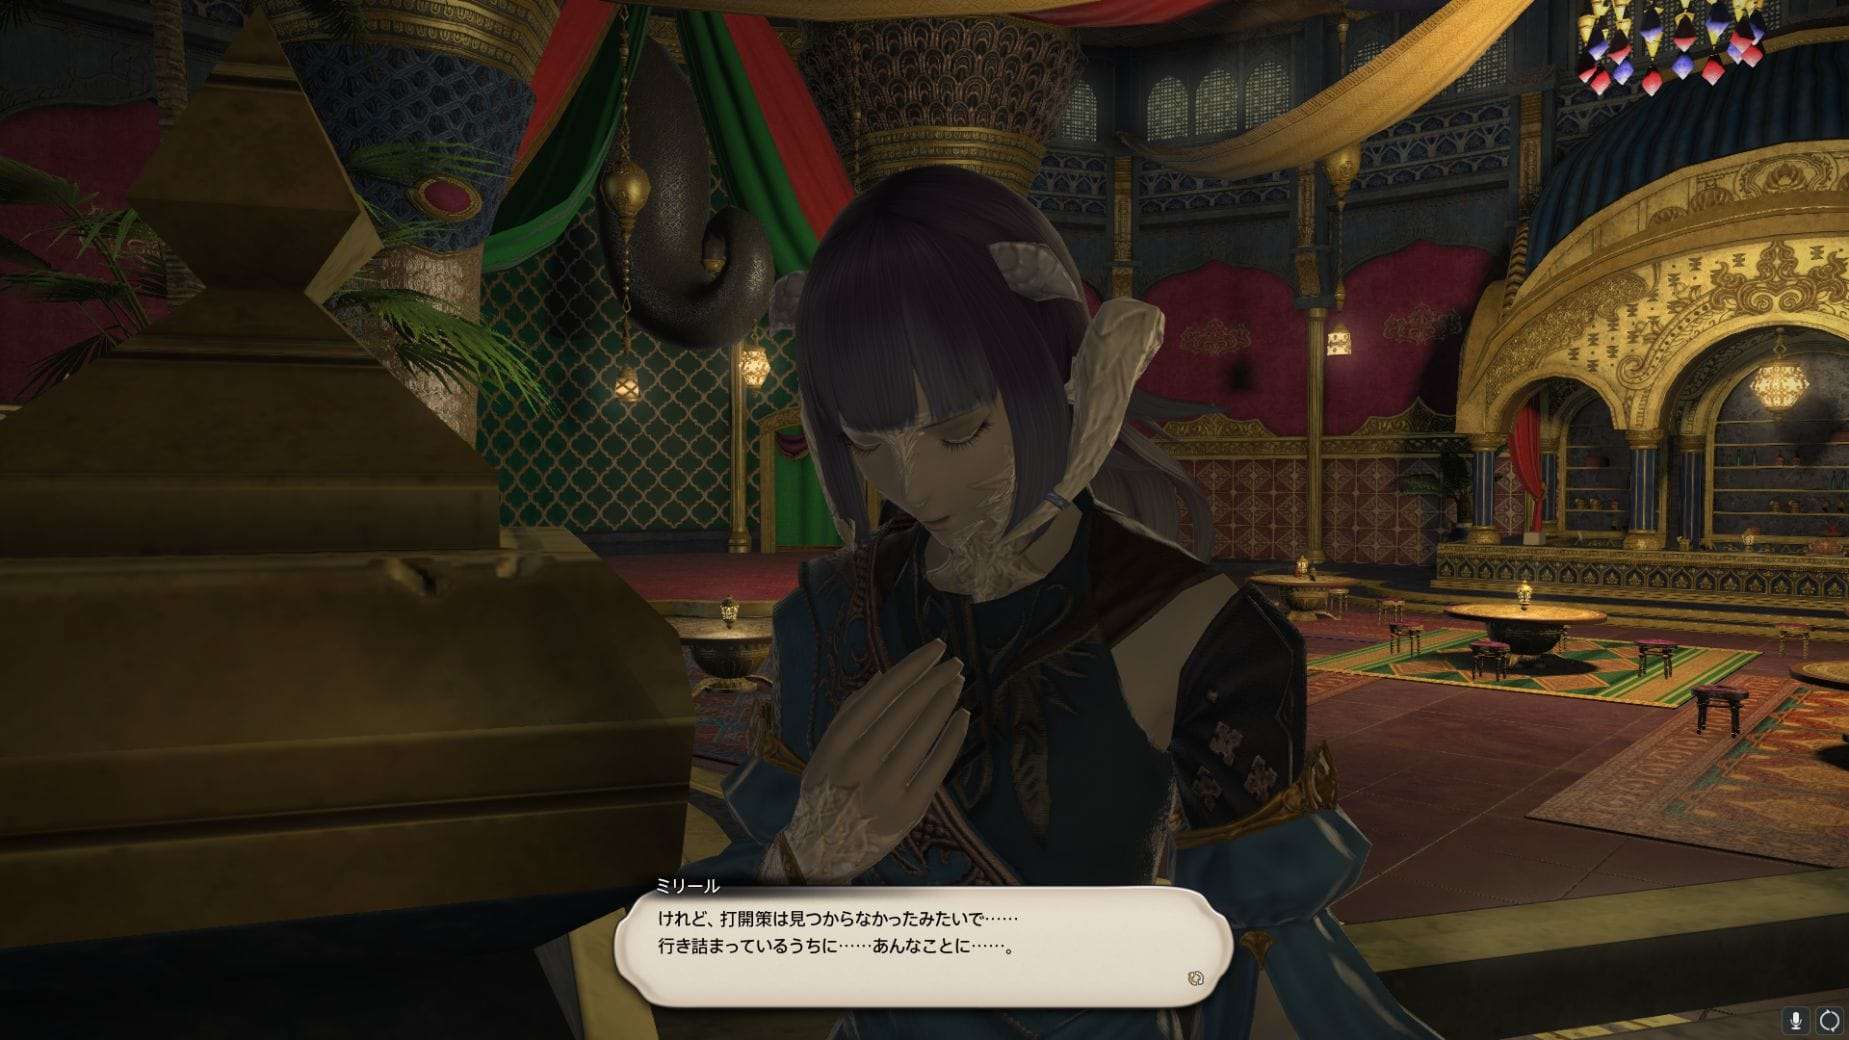 ミリール
けれど、打開策は見つからなかったみたいで……
行き詰まっているうちに……あんなことに……。